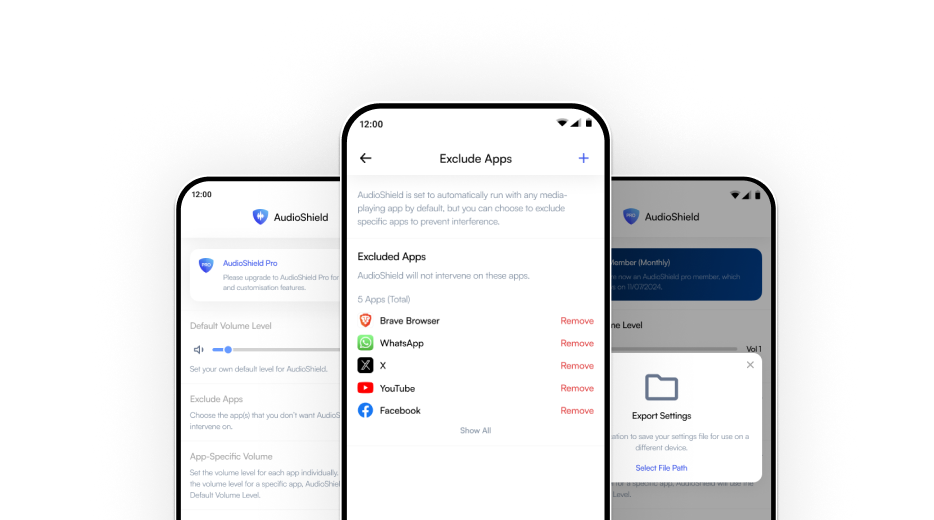 12:00
AudioShield
PRO
AudioShield Pro
Please upgrade to AudioShield Pro for
and customisation features.
Default Volume Level
Set your own default level for AudioShield.
Exclude Apps
Choose the app(s) that you don't want AudioS
intervene on.
App-Specific Volume
Set the volume level for each app individually.
the volume level for a specific app, AudioShiel
Default Volume Level.
12:00
Exclude Apps
AudioShield is set to automatically run with any media-
playing app by default, but you can choose to exclude
specific apps to prevent interference.
Excluded Apps
AudioShield will not intervene on these apps.
5 Apps (Total)
Brave Browser Remove
WhatsApp Remove
X Remove
YouTube Remove
Facebook Remove
Show All
PRO
AudioShield
Member (Monthly)
now an AudioShield pro member, which
on 11/07/2024.
Level
Vol 1
Export Settings
to save your settings file for use on a
different device.
Select File Path
for a specific app, AudioShield will use the
Level.